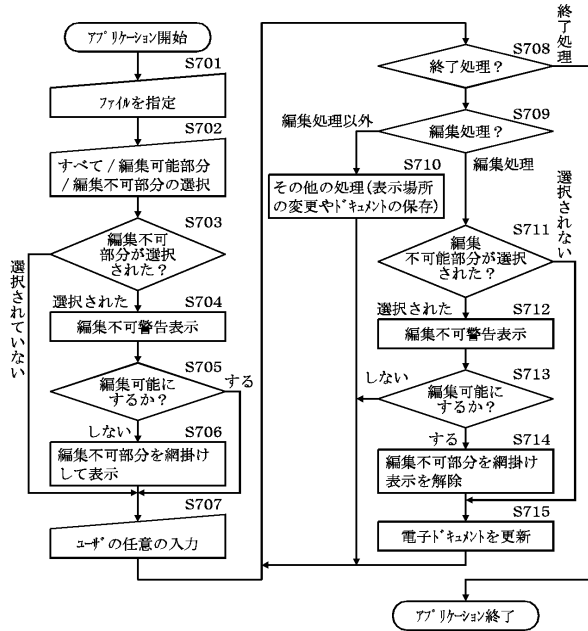 ｱﾌﾟﾘｹｰｼｮﾝ開始
S701
ﾌｧｲﾙを指定
S702
すべて/編集可能部分
/編集不可部分の選択
S703
編集不可
部分が選択
された？
選択されていない
選択された
S704
編集不可警告表示
S705
編集可能に
するか？
する
しない
S706
編集不可部分を網掛け
して表示
S707
ﾕｰｻﾞの任意の入力
S708
終了処理？
終了処理
S709
編集処理？
編集処理以外
編集処理
S710
その他の処理(表示場所
の変更やﾄﾞｷｭﾒﾝﾄの保存)
S711
編集
不可能部分が選択
された？
選択されない
選択された
S712
編集不可警告表示
S713
編集可能に
するか？
しない
する
S714
編集不可部分を網掛け
表示を解除
S715
電子ﾄﾞｷｭﾒﾝﾄを更新
ｱﾌﾟﾘｹｰｼｮﾝ終了